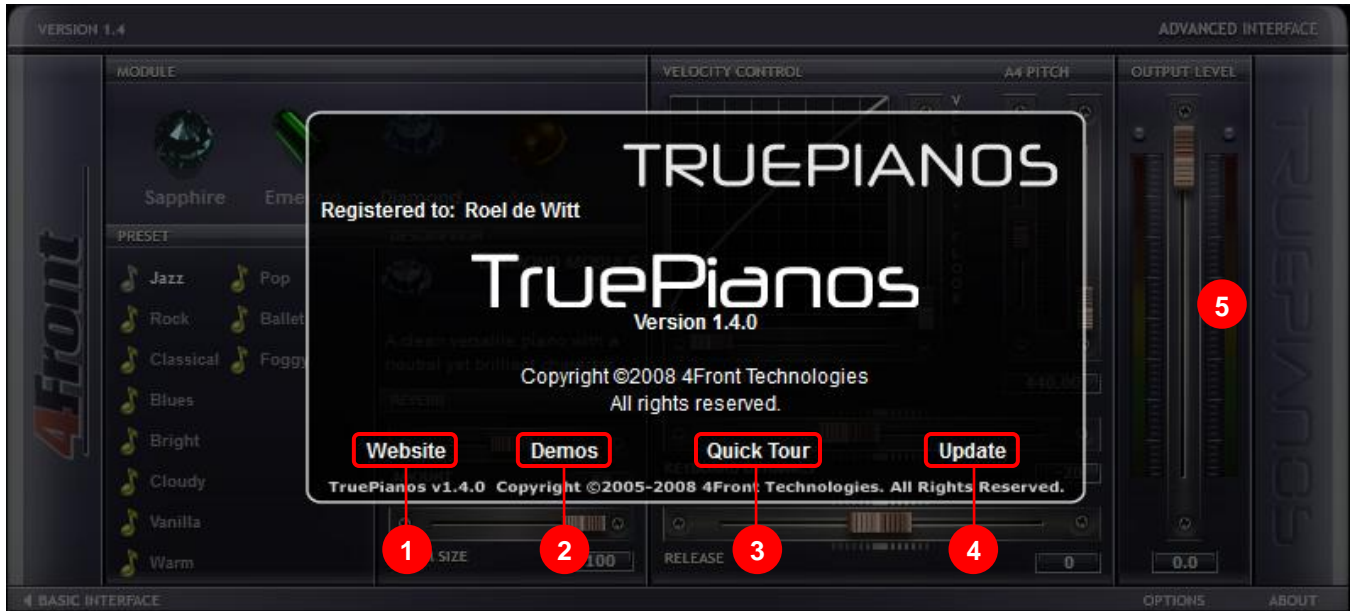 VERSION 1.4
ADVANCED INTERFACE
MODULE
VELOCITY CONTROL
A4 PITCH
OUTPUT LEVEL
TRUEPIANOS
Sapphire
Registered to: Roel de Witt
PRESET
TruePianos
Version 1.4.0
Jazz
Pop
Rock
Ballet
Classical
Foggy
Copyright ©2008 4Front Technologies
All rights reserved.
Blues
Bright
Cloudy
Vanilla
Warm
Website
Demos
Quick Tour
Update
TruePianos v1.4.0 Copyright ©2005-2008 4Front Technologies. All Rights Reserved.
1
2
3
4
5
SIZE
100
RELEASE
0
0.0
4Front
TRUEPIANOS
BASIC INTERFACE
OPTIONS
ABOUT